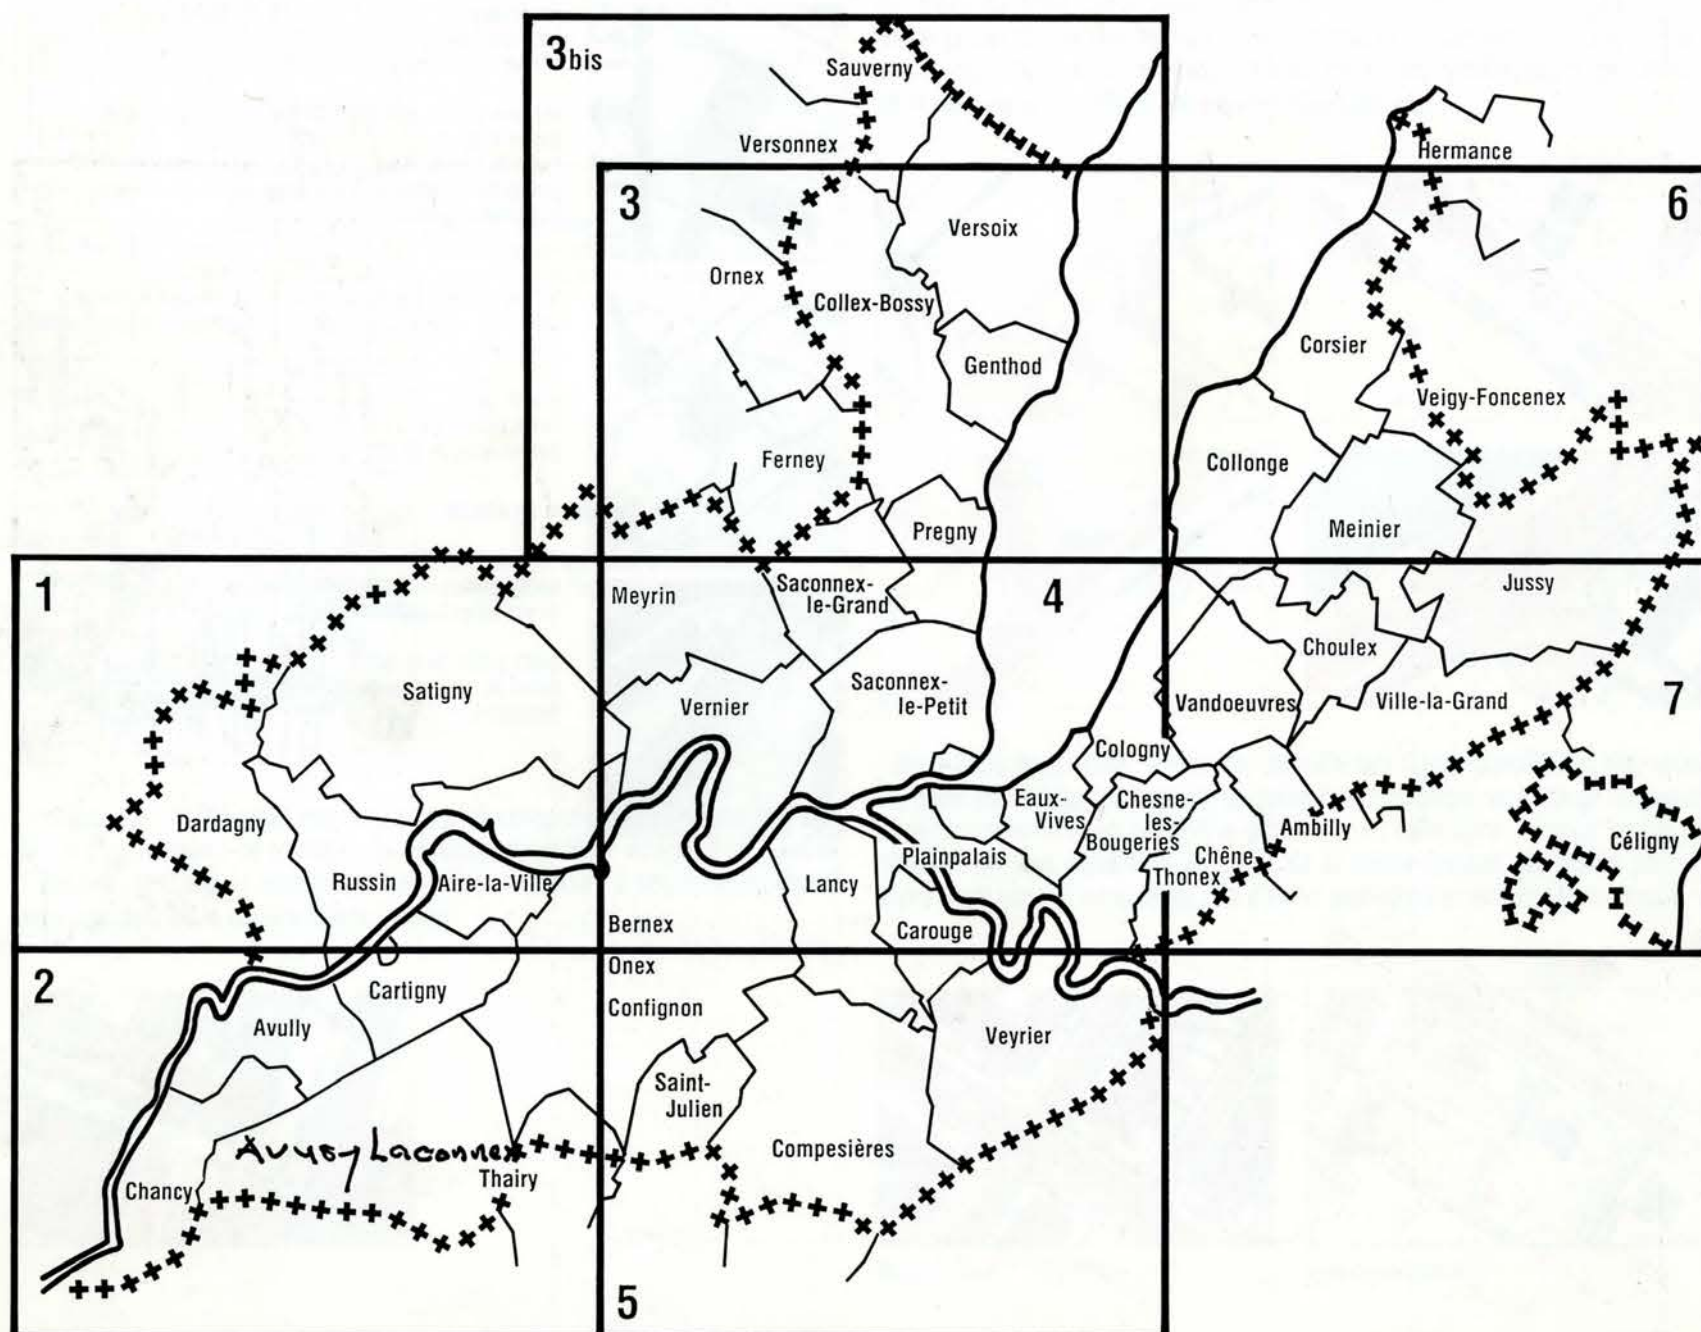 3bis
Sauverny
Versonnex
Hermance
3
6
Versoix
Ornex
Collex-Bossy
Corsier
Genthod
Veigy-Foncenex
Ferney
Collonge
Pregny
Meinier
1
Meyrin
Saconnex-
le-Grand
4
Jussy
Choulex
Satigny
Saconnex-
le-Petit
Vernier
Vandoeuvres
Ville-la-Grand
7
Cologny
Eaux-
Vives
Chesne-
les-
Bougeries
Dardagny
Ambilly
Céligny
Plainpalais
Chêne
Thonex
Russin
Aire-la-Ville
Lancy
Bernex
Carouge
2
Onex
Cartigny
Confignon
Avully
Veyrier
Saint-
Julien
Avusy Laconnex
Compesières
Thairy
Chancy
5